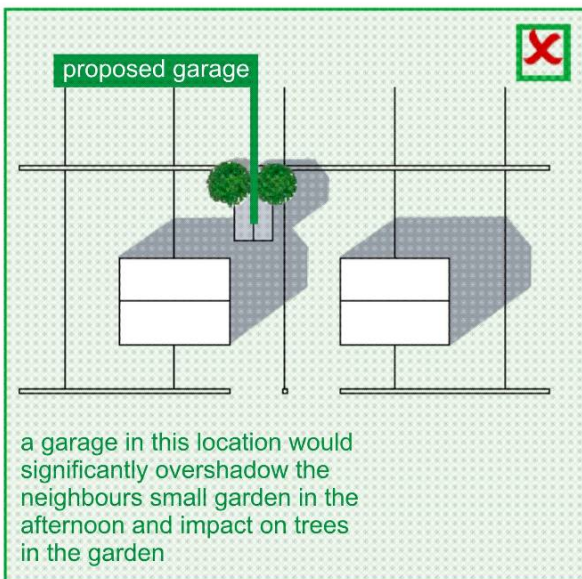 proposed garage
a garage in this location would
significantly overshadow the
neighbours small garden in the
afternoon and impact on trees
in the garden